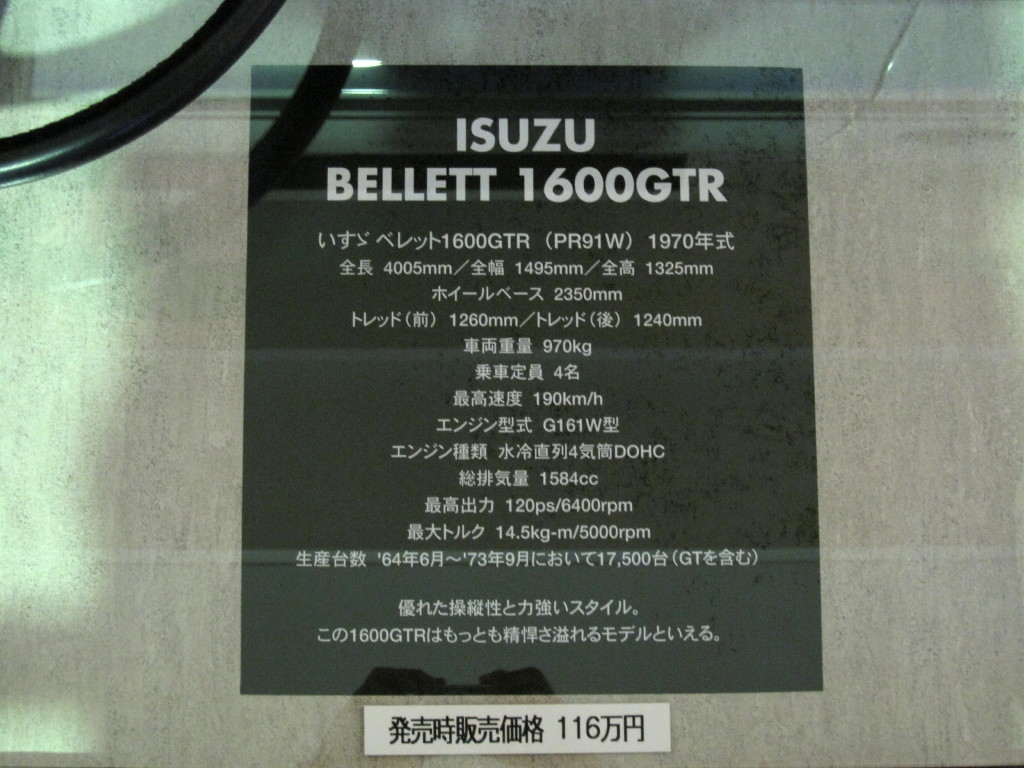 ISUZU
BELLETT 1600GTR
いすゞ ベレット1600GTR （PR91W） 1970年式
全長 4005mm／全幅 1495mm／全高 1325mm
ホイールベース 2350mm
トレッド（前） 1260mm／トレッド（後） 1240mm
車両重量 970kg
乗車定員 4名
最高速度 190km/h
エンジン型式 G161W型
エンジン種類 水冷直列4気筒DOHC
総排気量 1584cc
最高出力 120ps/6400rpm
最大トルク 14.5kg-m/5000rpm
生産台数 '64年6月～'73年9月において17,500台（GTを含む）
優れた操縦性と力強いスタイル。
この1600GTRはもっとも精悍さ溢れるモデルといえる。
発売時販売価格 116万円